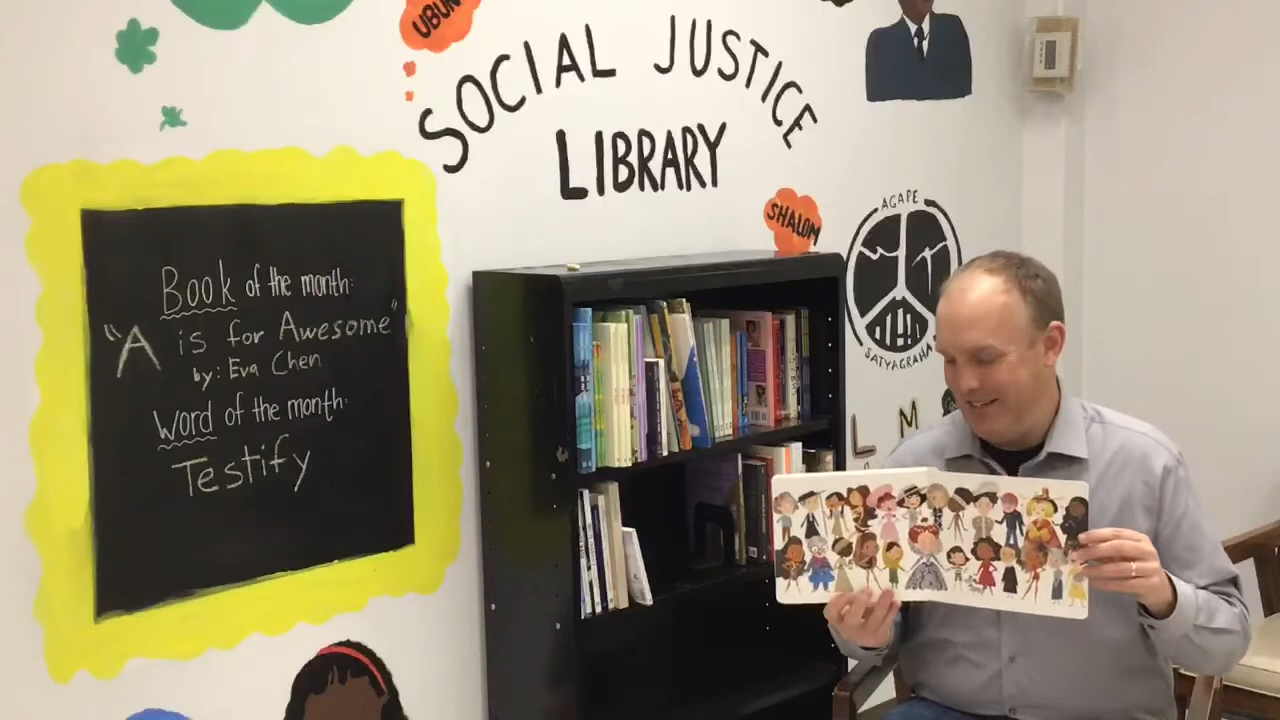 SOCIAL JUSTICE
LIBRARY
SHALOM
AGAPE
SATYAGRAHA
Book of the month:
"A is for Awesome"
by: Eva Chen
Word of the month:
Testify
L M